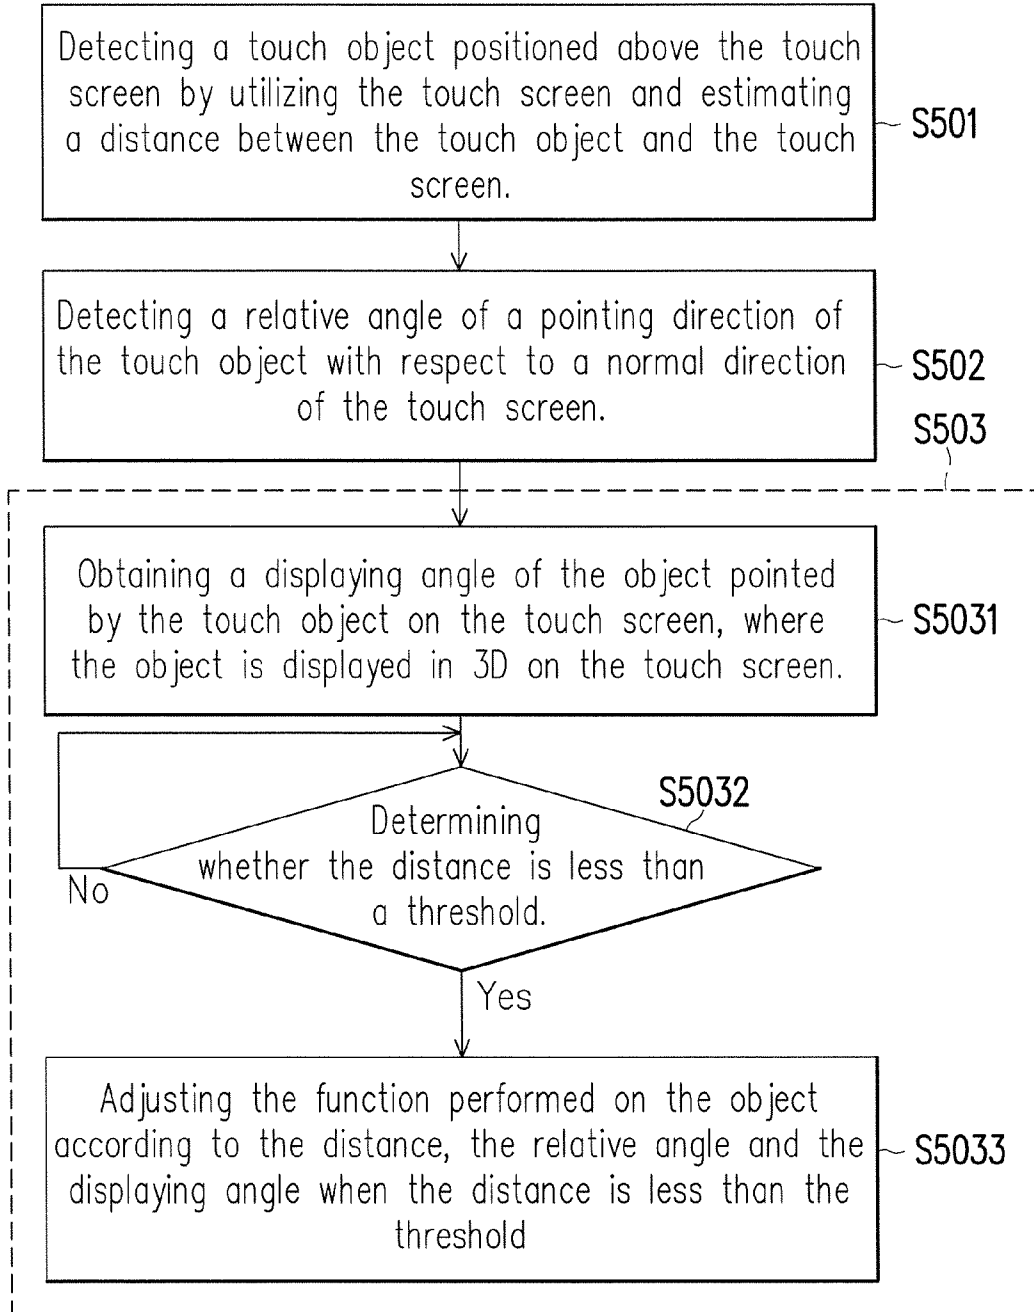 Detecting a touch object positioned above the touch
screen by utilizing the touch screen and estimating
a distance between the touch object and the touch
screen.
S501
Detecting a relative angle of a pointing direction of
the touch object with respect to a normal direction
of the touch screen.
S502
S503
Obtaining a displaying angle of the object pointed
by the touch object on the touch screen, where
the object is displayed in 3D on the touch screen.
S5031
S5032
Determining
whether the distance is less than
a threshold.
No
Yes
Adjusting the function performed on the object
according to the distance, the relative angle and the
displaying angle when the distance is less than the
threshold
S5033